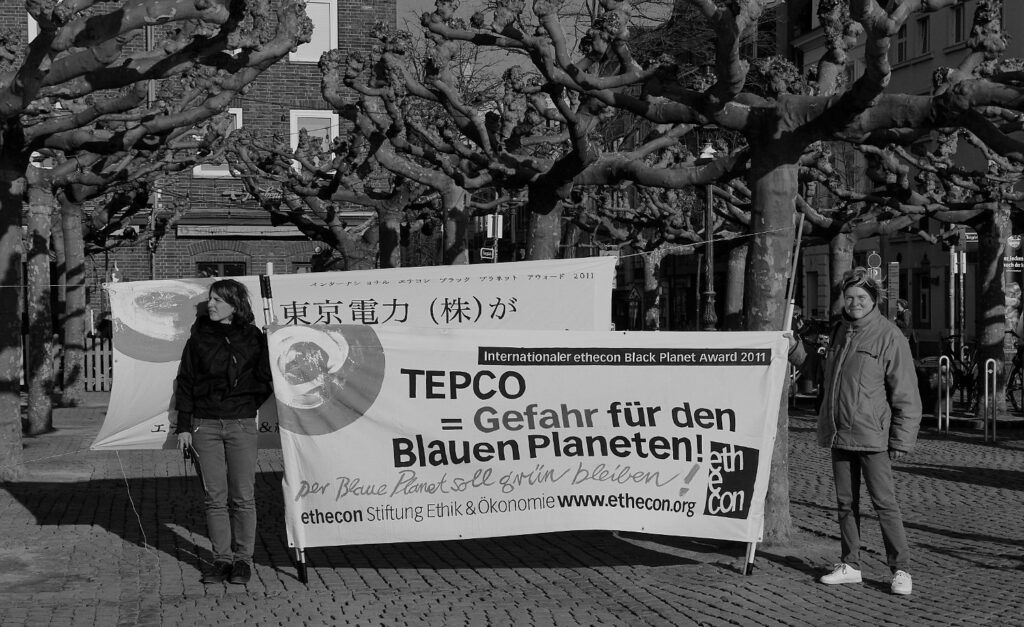 インターナショナル エナコン ブラック プラネット アウォード 2011
東京電力 (株)が
Internationaler ethecon Black Planet Award 2011
TEPCO
= Gefahr für den
Blauen Planeten!
Der Blaue Planet soll grün bleiben!
eth
ec
con
ethecon Stiftung Ethik & Ökonomie www.ethecon.org